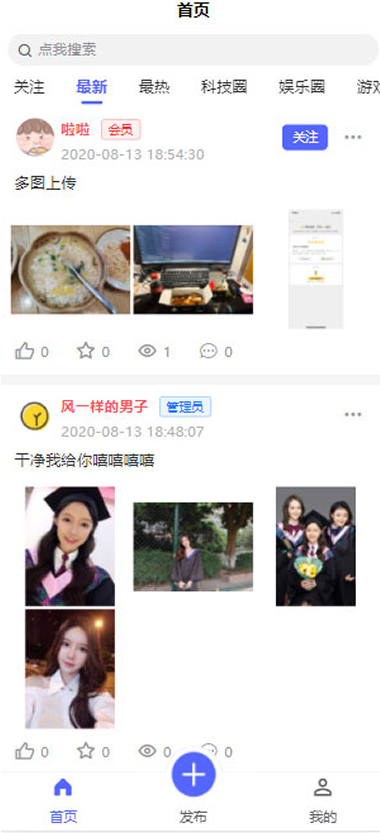 首页
点我搜索
关注 最新 最热 科技圈 娱乐圈 游戏
啦啦 会员
2020-08-13 18:54:30
关注
多图上传
0 0 1 0
风一样的男子 管理员
2020-08-13 18:48:07
干净我给你嘻嘻嘻嘻
0 0 0 0
首页 发布 我的